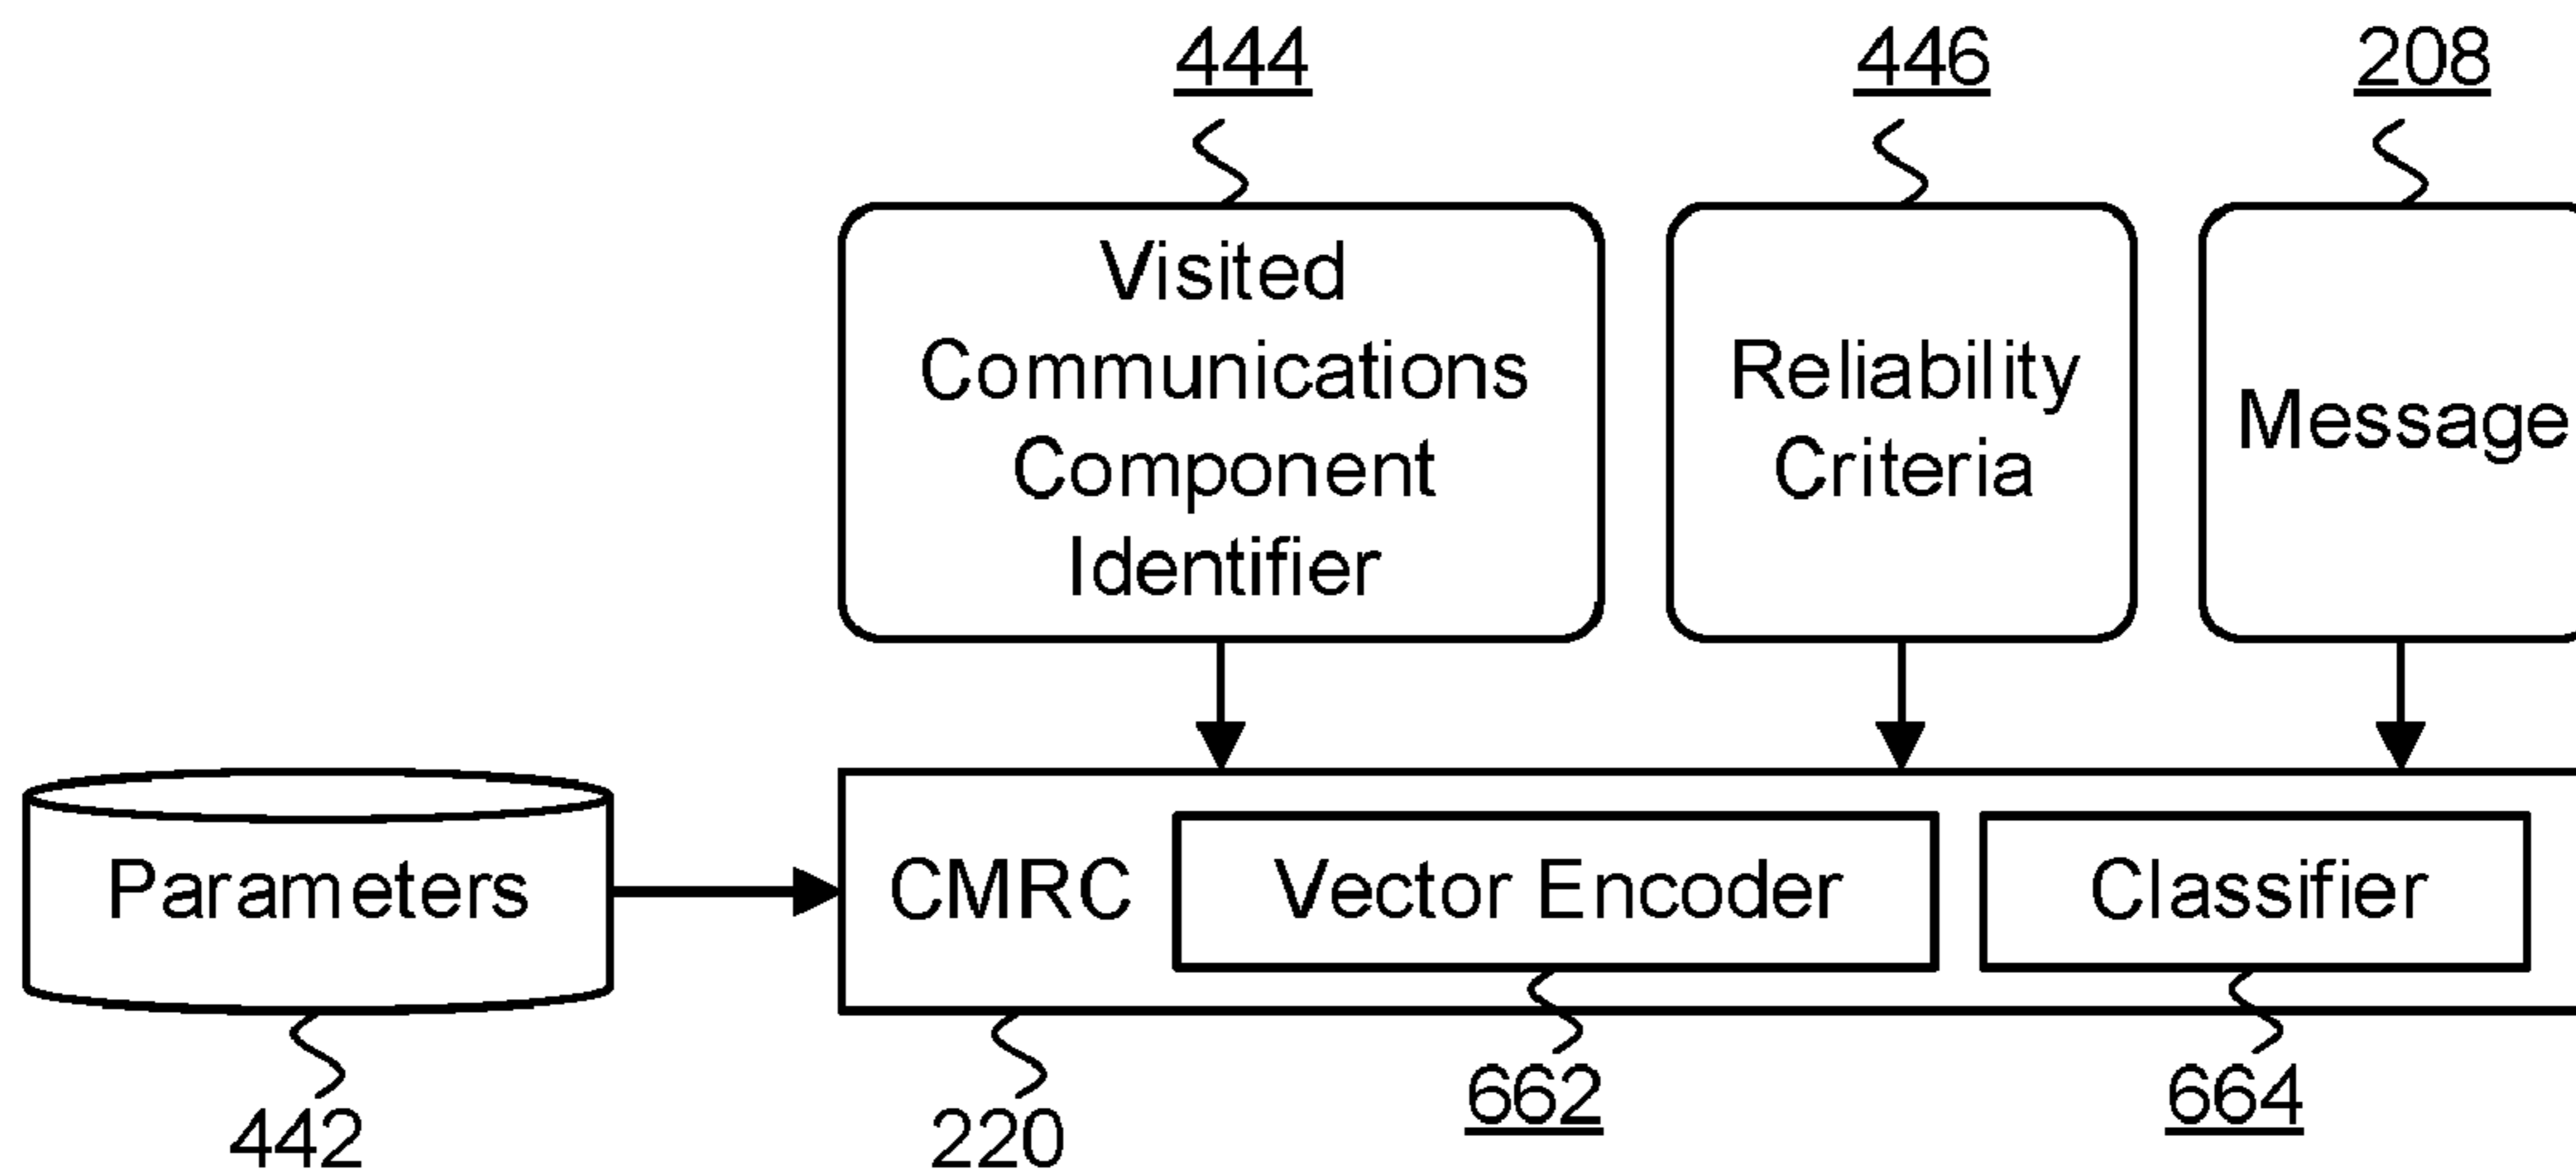 444
446
208
Visited
Communications
Component
Identifier
Reliability
Criteria
Message
Parameters
CMRC
Vector Encoder
Classifier
442
220
662
664